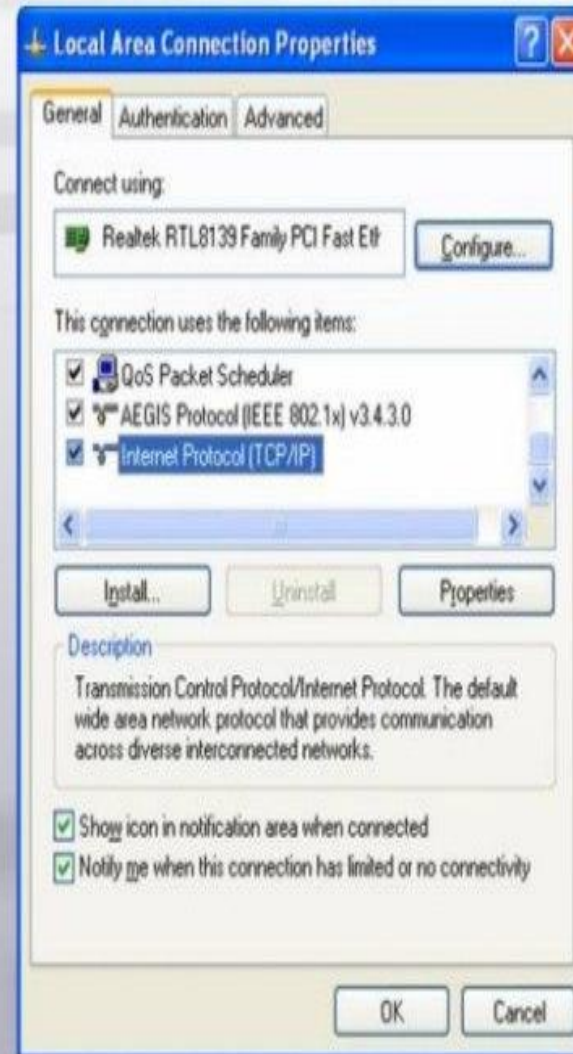 Local Area Connection Properties
General Authentication Advanced
Connect using:
Realtek RTL8139 Family PCI Fast Eth
Configure...
This connection uses the following items:
QoS Packet Scheduler
AEGIS Protocol (IEEE 802.1x) v3.4.3.0
Internet Protocol (TCP/IP)
Install... Uninstall Properties
Description
Transmission Control Protocol/Internet Protocol. The default
wide area network protocol that provides communication
across diverse interconnected networks.
Show icon in notification area when connected
Notify me when this connection has limited or no connectivity
OK Cancel